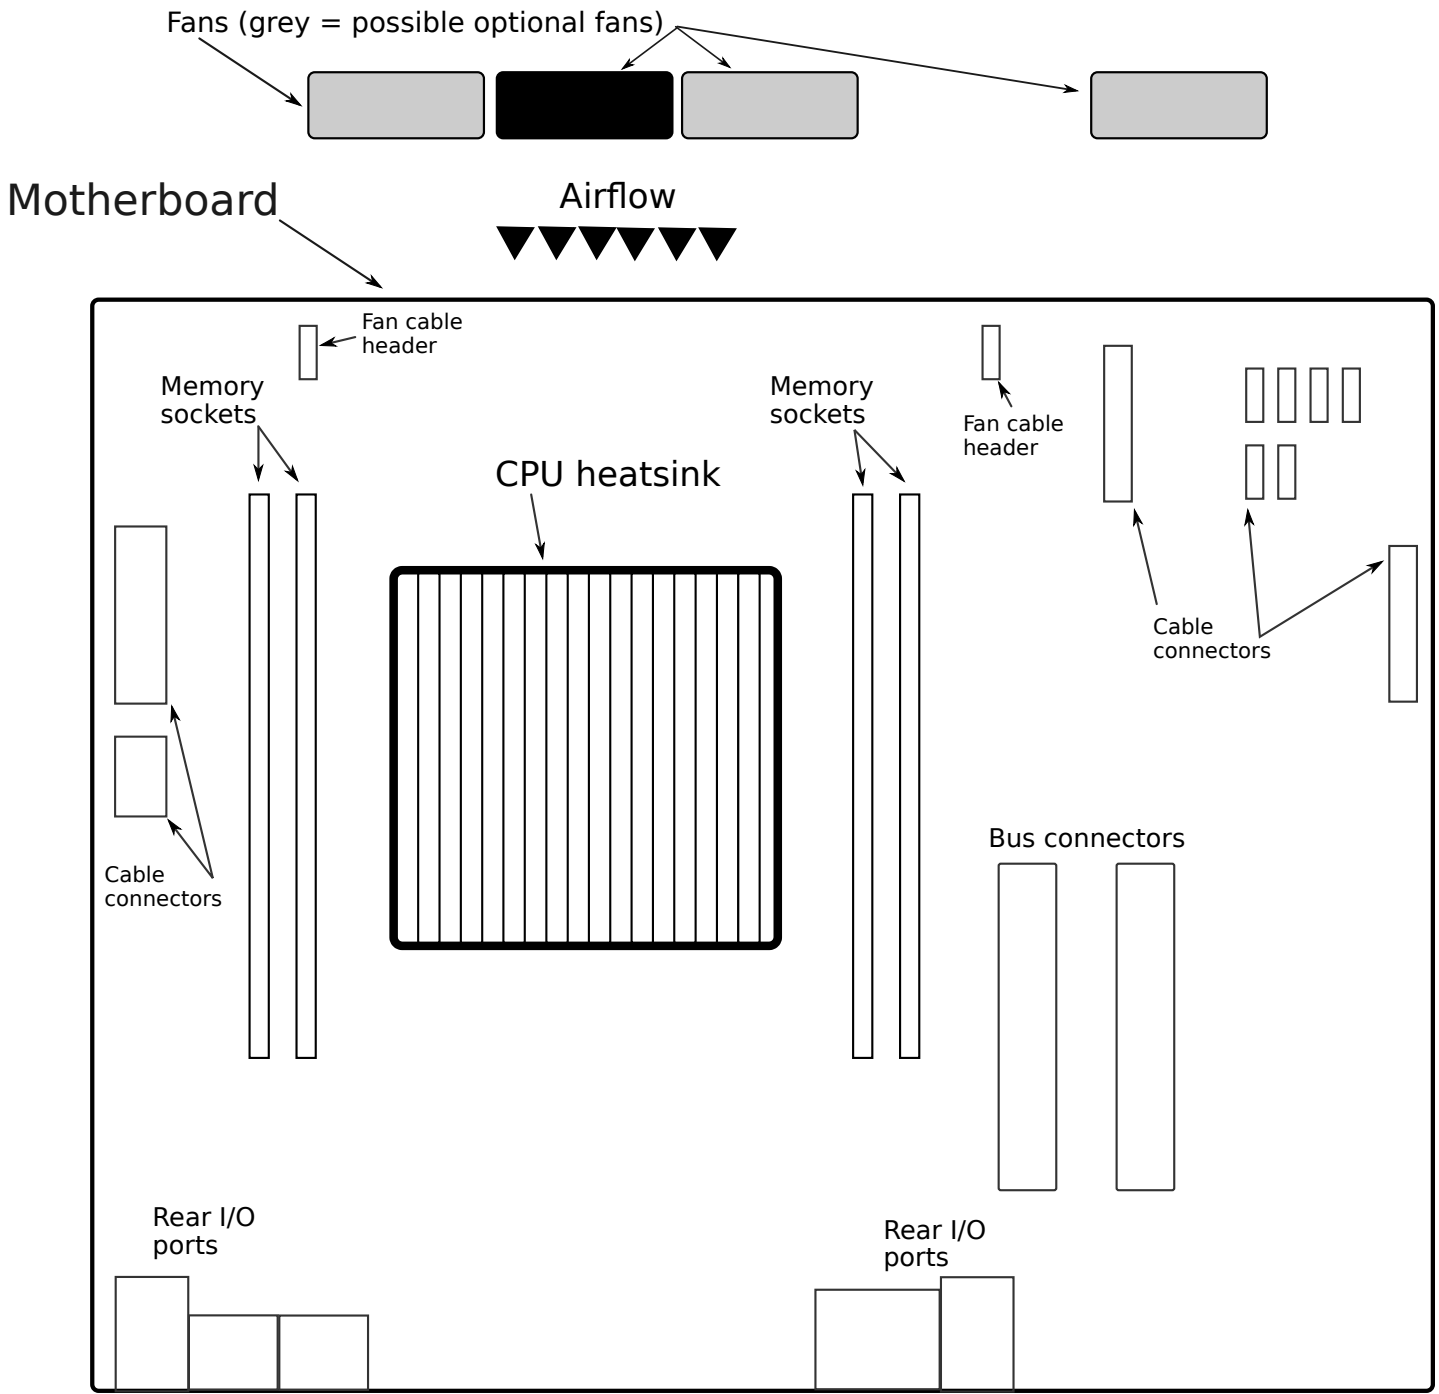 Fans (grey = possible optional fans)
Motherboard
Airflow
Fan cable
header
Memory
sockets
Memory
sockets
Fan cable
header
CPU heatsink
Cable
connectors
Bus connectors
Cable
connectors
Rear I/O
ports
Rear I/O
ports